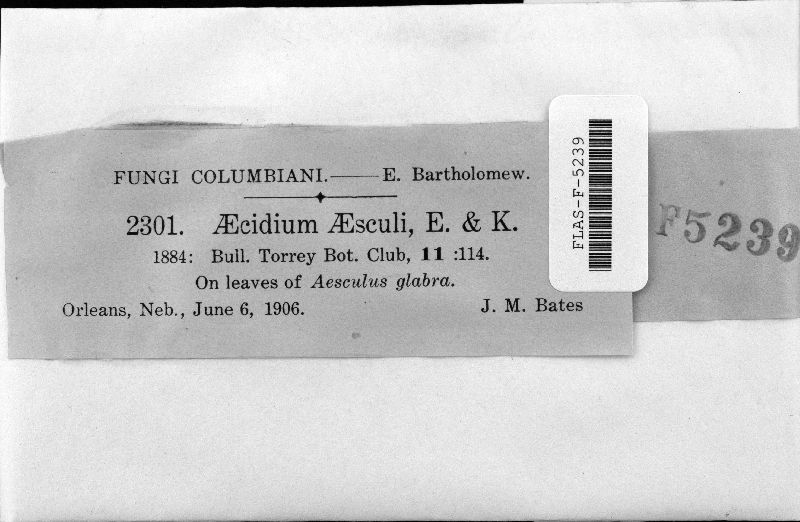 FUNGI COLUMBIANI.——E. Bartholomew.
2301. Æcidium Æsculi, E. & K.
1884: Bull. Torrey Bot. Club, 11 :114.
On leaves of Aesculus glabra.
Orleans, Neb., June 6, 1906. J. M. Bates
FLAS-F-5239
F5239